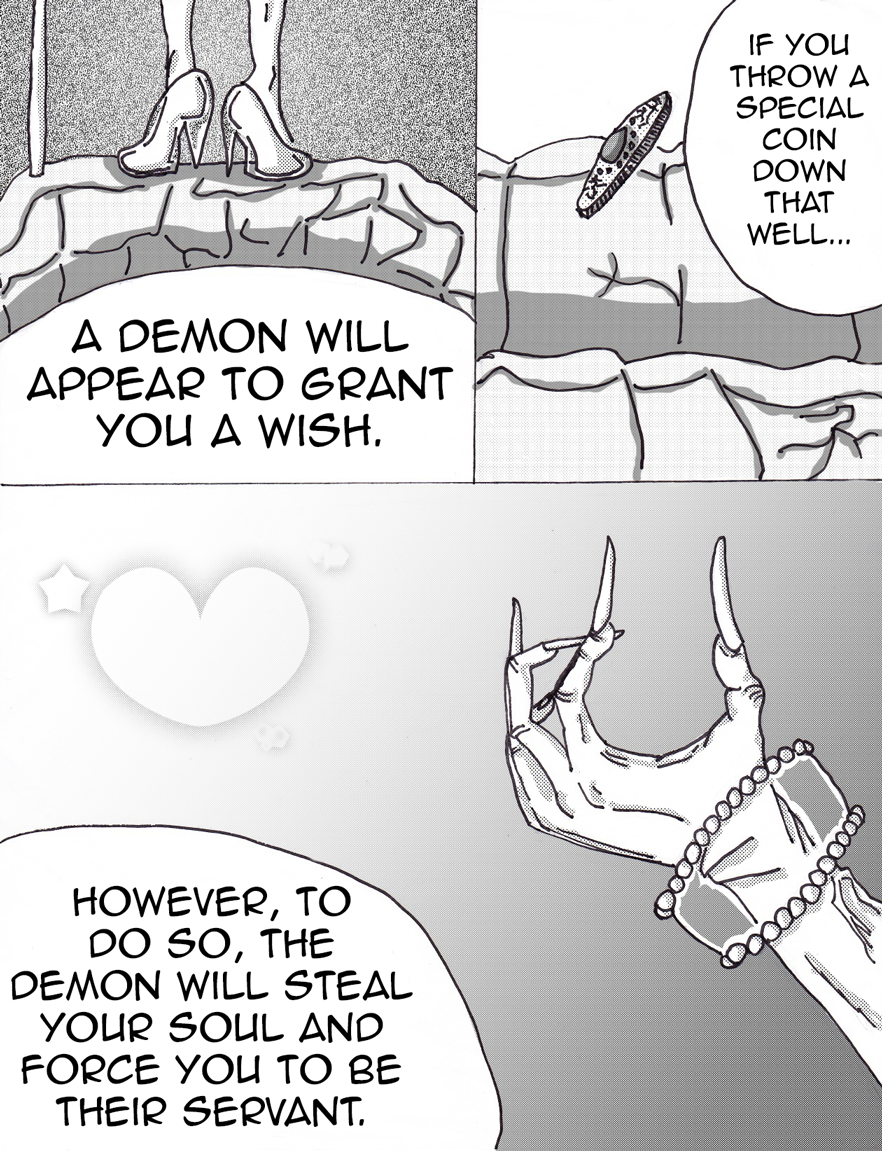 IF YOU
THROW A
SPECIAL
COIN
DOWN
THAT
WELL...
A DEMON WILL
APPEAR TO GRANT
YOU A WISH.
HOWEVER, TO
DO SO, THE
DEMON WILL STEAL
YOUR SOUL AND
FORCE YOU TO BE
THEIR SERVANT.